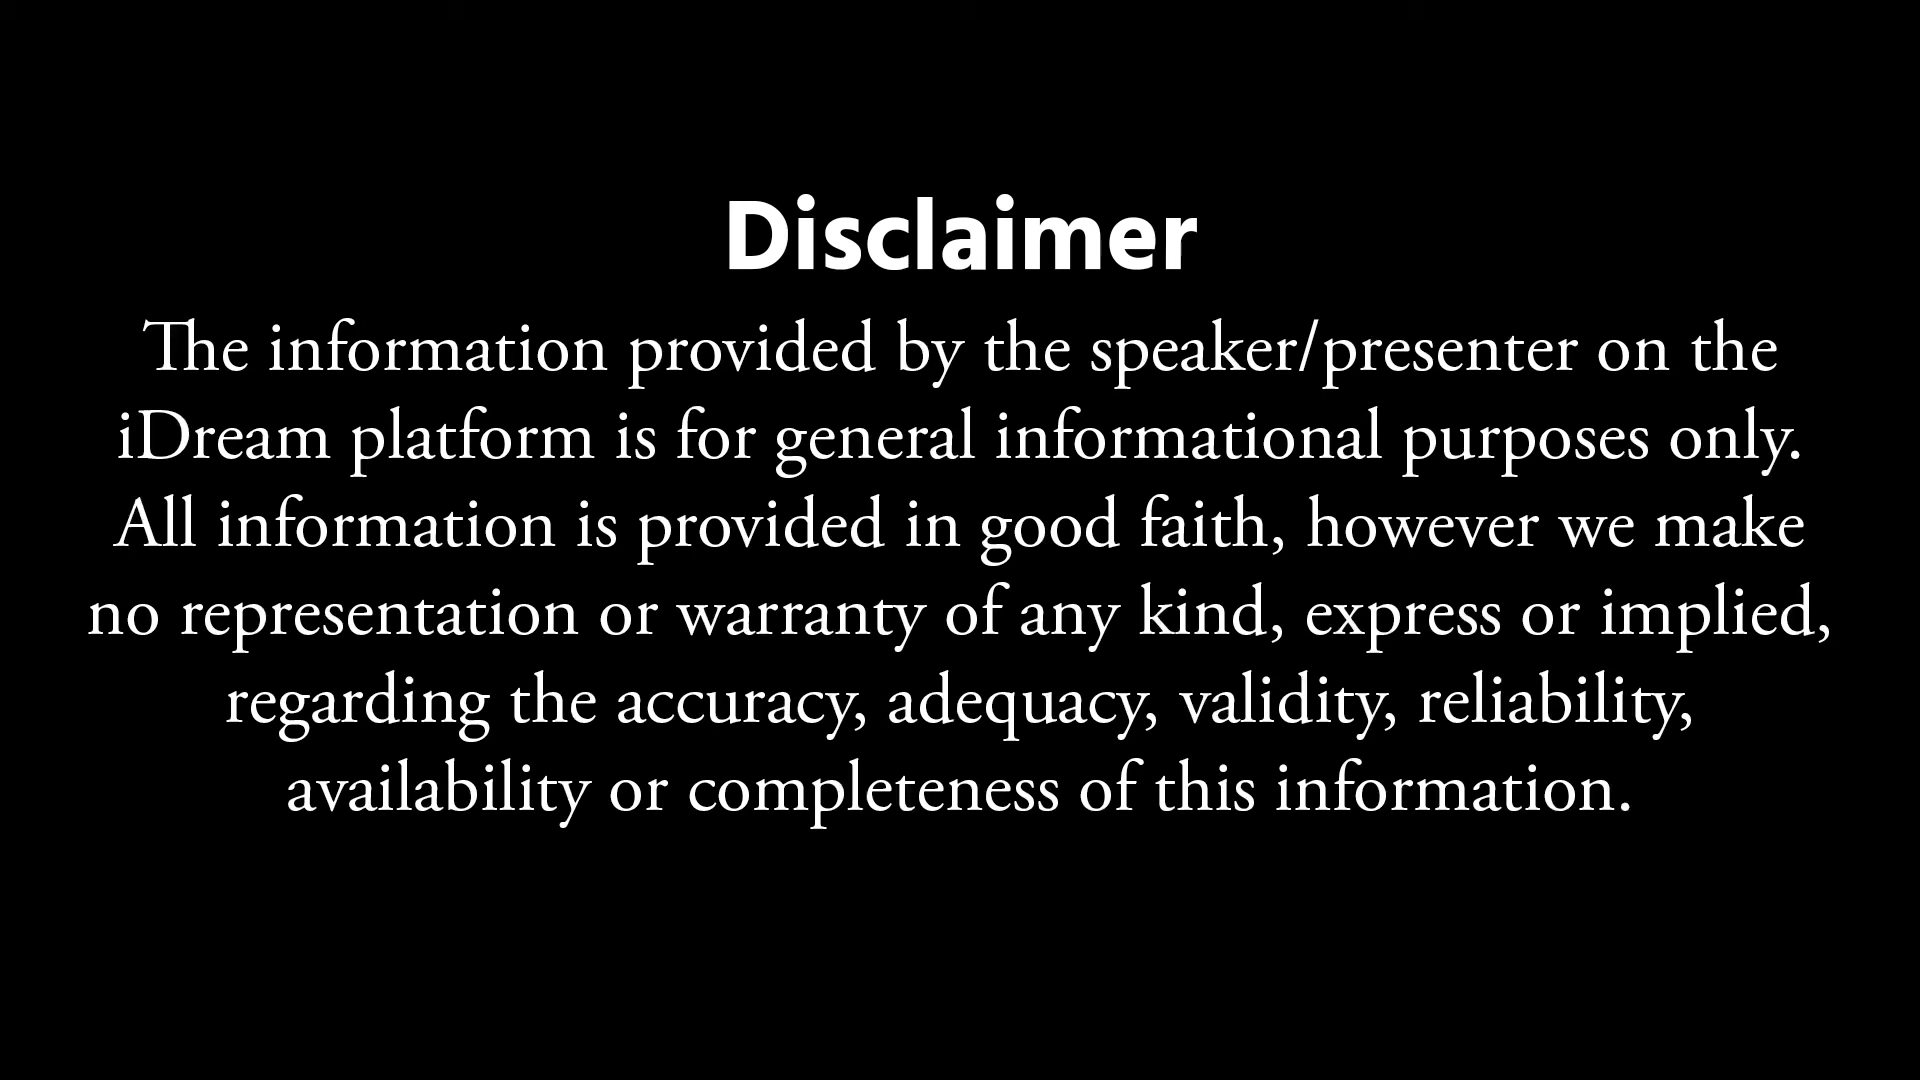 Disclaimer
The information provided by the speaker/presenter on the
iDream platform is for general informational purposes only.
All information is provided in good faith, however we make
no representation or warranty of any kind, express or implied,
regarding the accuracy, adequacy, validity, reliability,
availability or completeness of this information.